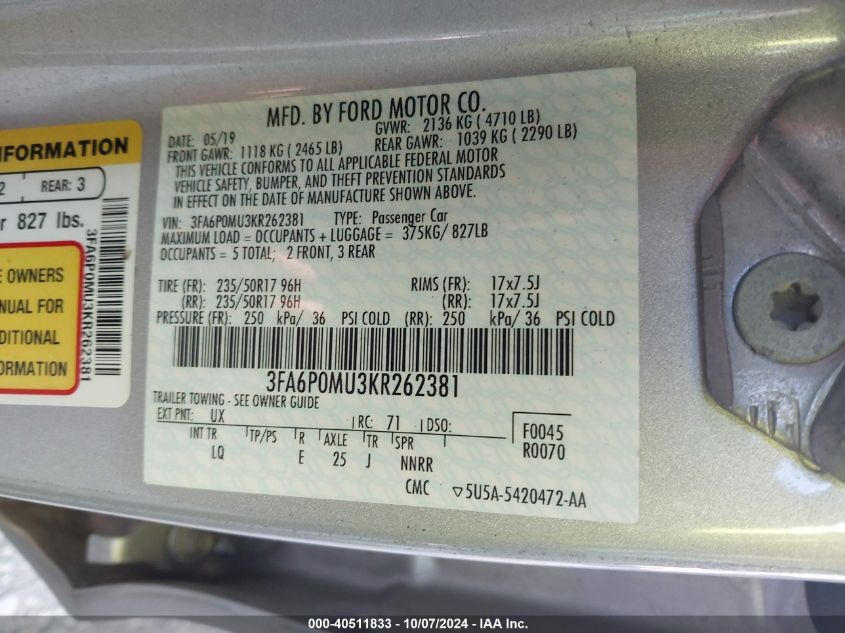 NFORMATION
2
REAR: 3
r 827 lbs.
E OWNERS
NUAL FOR
DITIONAL
FORMATION
3FA6P0MU3KR262381
MFD. BY FORD MOTOR CO.
DATE: 05/19 GVWR: 2136 KG ( 4710 LB)
FRONT GAWR: 1118 KG ( 2465 LB) REAR GAWR: 1039 KG ( 2290 LB)
THIS VEHICLE CONFORMS TO ALL APPLICABLE FEDERAL MOTOR
VEHICLE SAFETY, BUMPER, AND THEFT PREVENTION STANDARDS
IN EFFECT ON THE DATE OF MANUFACTURE SHOWN ABOVE.
VIN: 3FA6P0MU3KR262381 TYPE: Passenger Car
MAXIMUM LOAD = OCCUPANTS + LUGGAGE = 375KG/ 827LB
OCCUPANTS = 5 TOTAL; 2 FRONT, 3 REAR
TIRE (FR): 235/50R17 96H RIMS (FR): 17x7.5J
(RR): 235/50R17 96H (RR): 17x7.5J
PRESSURE (FR): 250 kPa/ 36 PSI COLD (RR): 250 kPa/ 36 PSI COLD
3FA6P0MU3KR262381
TRAILER TOWING - SEE OWNER GUIDE
EXT PNT: UX RC: 71 DSO: F0045
INT TR TP/PS R AXLE TR SPR R0070
LQ E 25 J NNRR
CMC ▽5U5A-5420472-AA
000-40511833 - 10/07/2024 - IAA Inc.